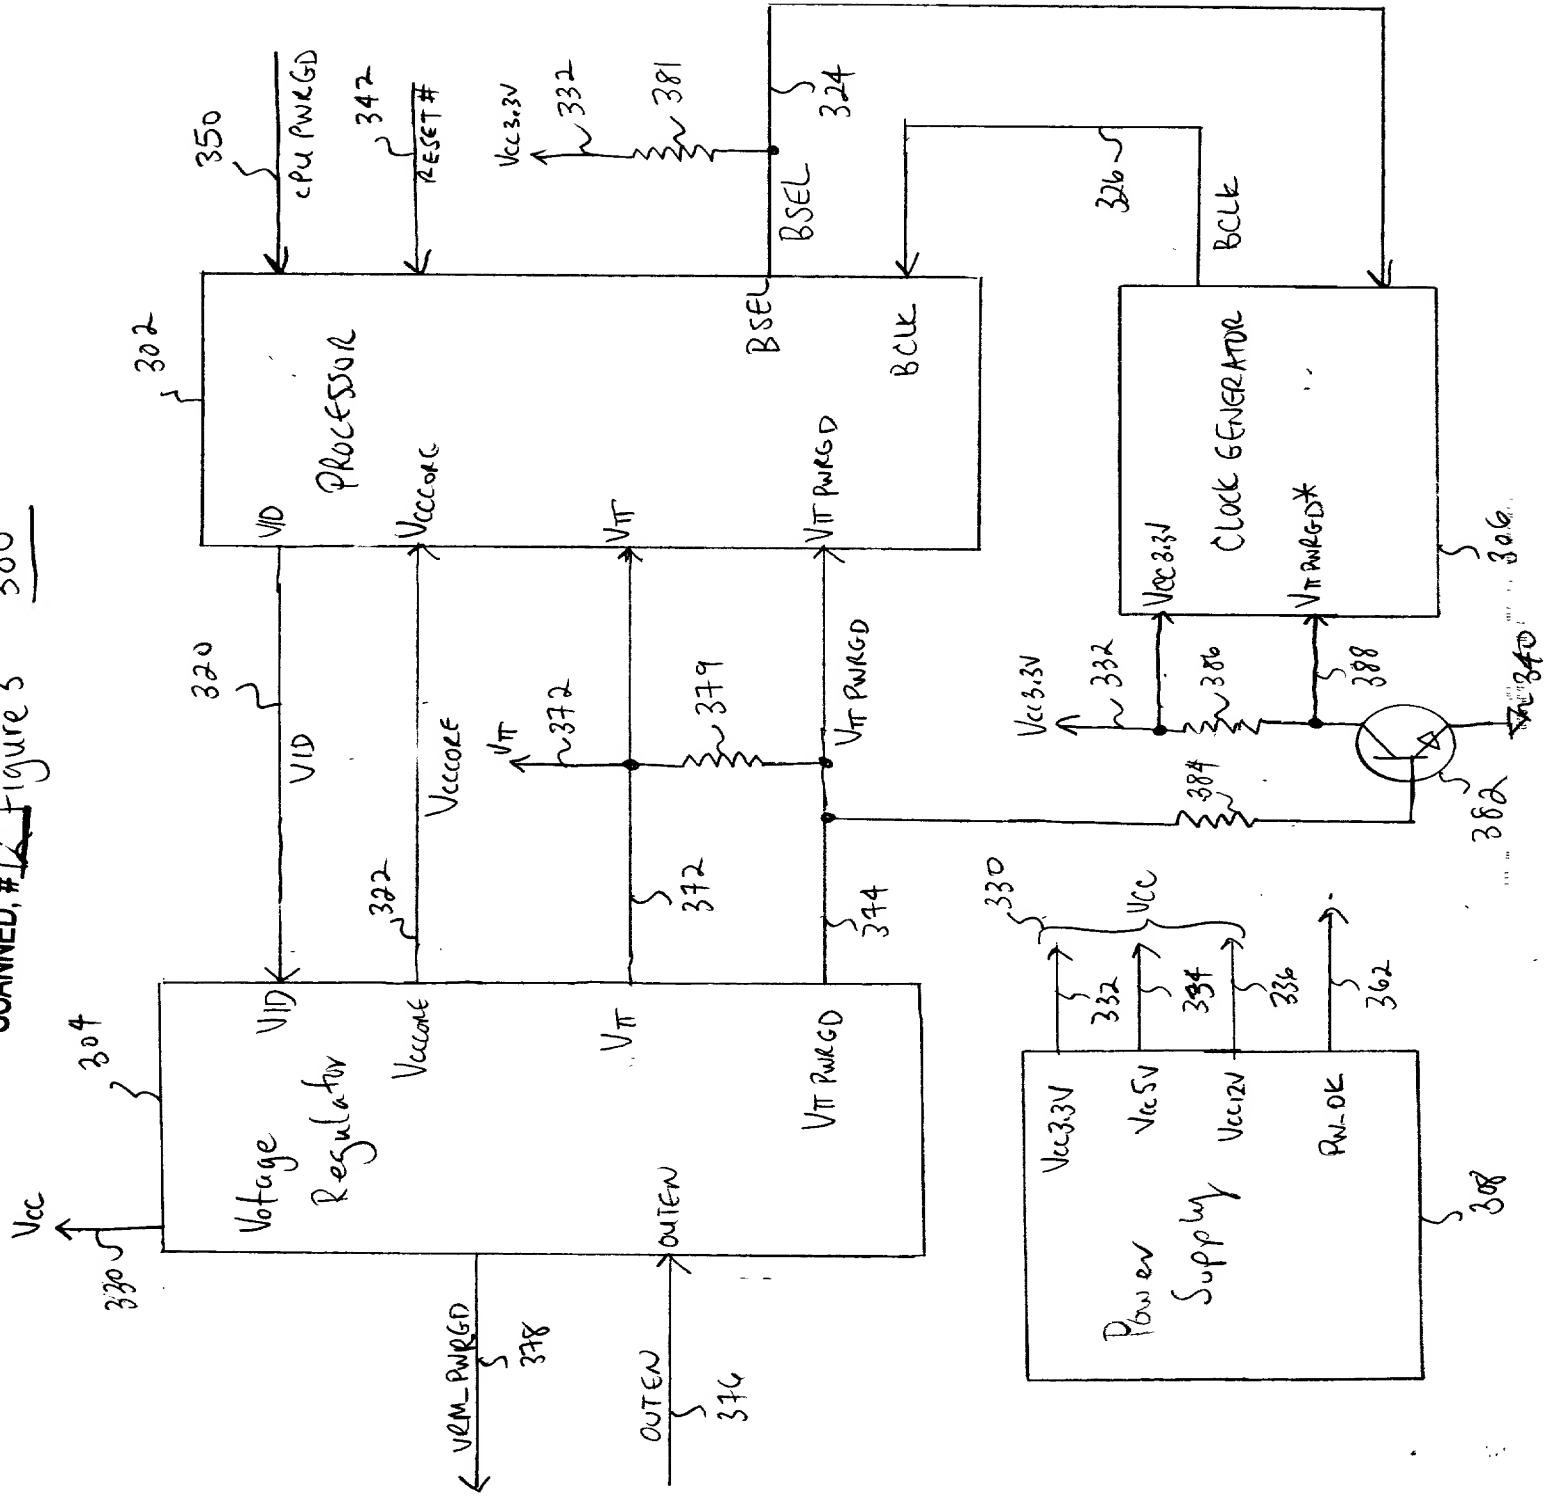 SCANNED, #
Figure 3
300
304
Vcc
330
Votage
Regulator
VID
VccCORE
VTT
VTT PWRGD
OUTEN
VRM_PWRGD
378
OUTEN
376
320
VID
322
VccCORE
VTT
372
372
379
374
VTT PWRGD
302
PROCESSOR
VID
VccCORE
VTT
VTT PWRGD
BSEL
BCLK
350
CPU PWRGD
342
RESET#
Vcc3.3V
332
381
BSEL
324
326
BCLK
Power
Supply
308
Vcc3.3V
Vcc5V
Vcc12V
PW_OK
332
334
336
362
330
VCC
384
382
Vcc3.3V
332
386
388
340
CLOCK GENERATOR
VCC3.3V
VTT PWRGD*
306